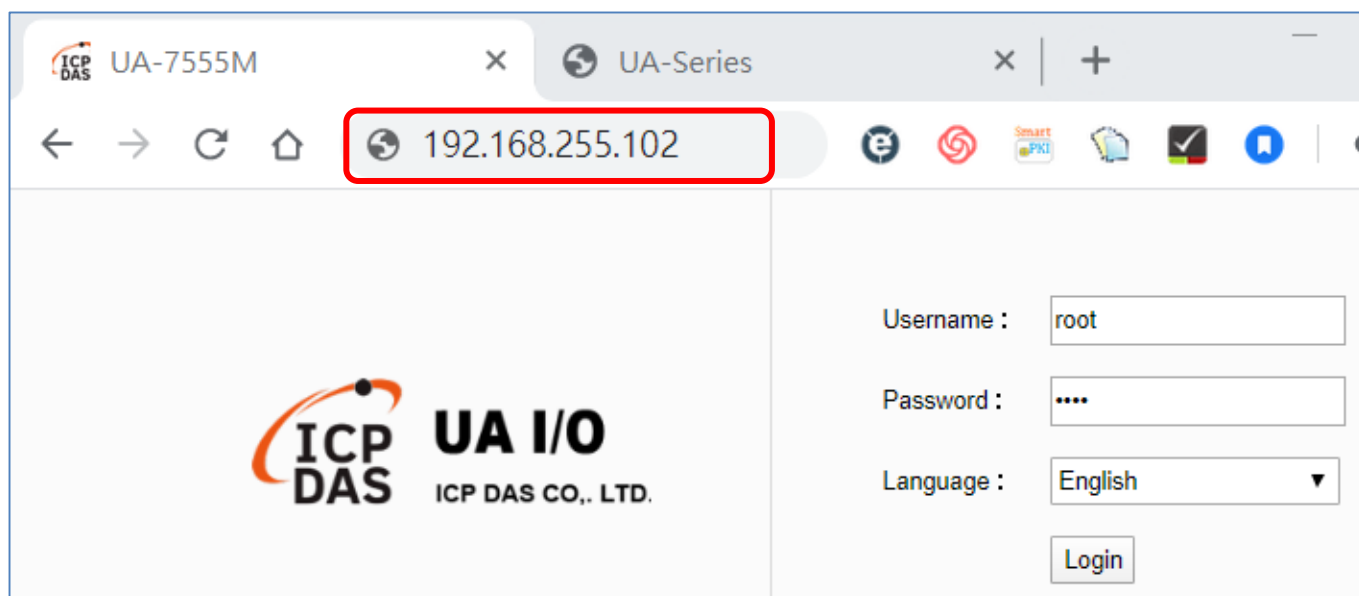 ICP DAS UA-7555M UA-Series
192.168.255.102
Smart PKI
Username :
root
Password :
••••
Language :
English
Login
ICP
DAS
UA I/O
ICP DAS CO,. LTD.